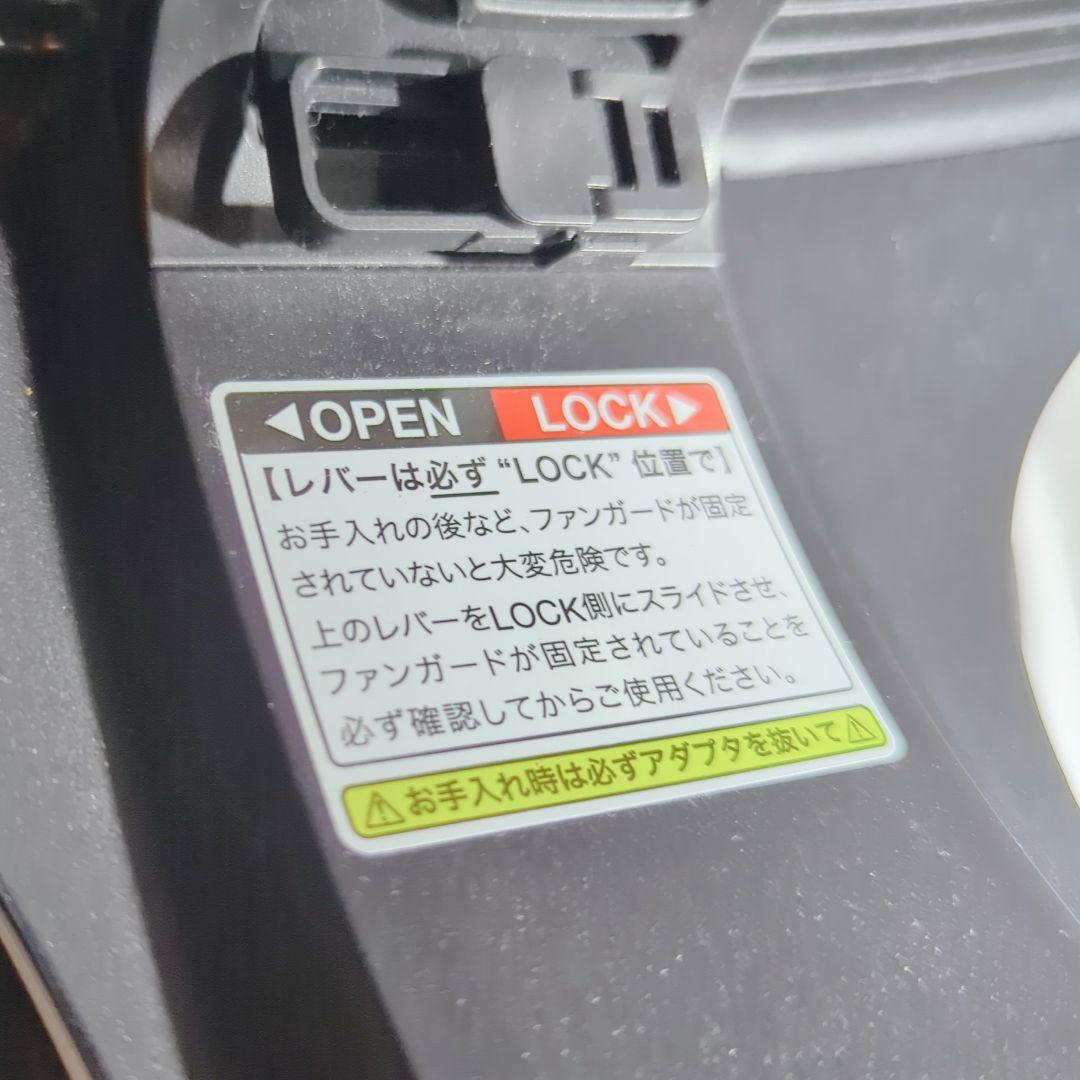 ◀OPEN LOCK▶
【レバーは必ず“LOCK”位置で】
お手入れの後など、ファンガードが固定
されていないと大変危険です。
上のレバーをLOCK側にスライドさせ、
ファンガードが固定されていることを
必ず確認してからご使用ください。
⚠お手入れ時は必ずアダプタを抜いて⚠